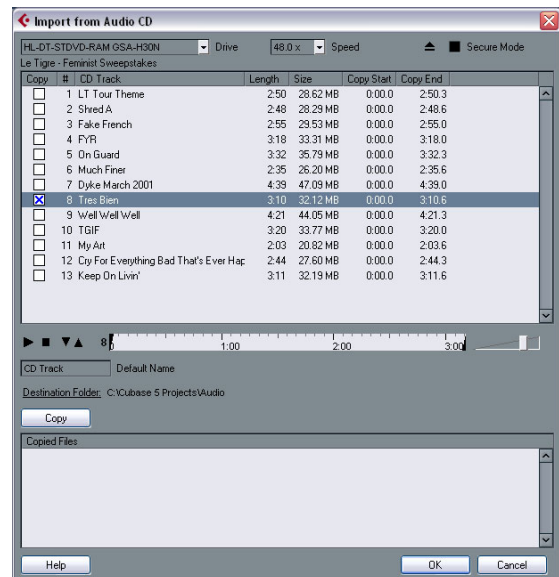 Import from Audio CD
HL-DT-STDVD-RAM GSA-H30N Drive 48.0 x Speed Secure Mode
Le Tigre - Feminist Sweepstakes
Copy # CD Track Length Size Copy Start Copy End
1 LT Tour Theme 2:50 28.62 MB 0:00.0 2:50.3
2 Shred A 2:48 28.29 MB 0:00.0 2:48.6
3 Fake French 2:55 29.53 MB 0:00.0 2:55.0
4 FYR 3:18 33.31 MB 0:00.0 3:18.0
5 On Guard 3:32 35.79 MB 0:00.0 3:32.3
6 Much Finer 2:35 26.20 MB 0:00.0 2:35.6
7 Dyke March 2001 4:39 47.09 MB 0:00.0 4:39.0
8 Tres Bien 3:10 32.12 MB 0:00.0 3:10.6
9 Well Well Well 4:21 44.05 MB 0:00.0 4:21.3
10 TGIF 3:20 33.77 MB 0:00.0 3:20.0
11 My Art 2:03 20.82 MB 0:00.0 2:03.6
12 Cry For Everything Bad That's Ever Hap 2:44 27.60 MB 0:00.0 2:44.3
13 Keep On Livin' 3:11 32.19 MB 0:00.0 3:11.6
8 0 1:00 2:00 3:00
CD Track Default Name
Destination Folder: C:\Cubase 5 Projects\Audio
Copy
Copied Files
Help OK Cancel